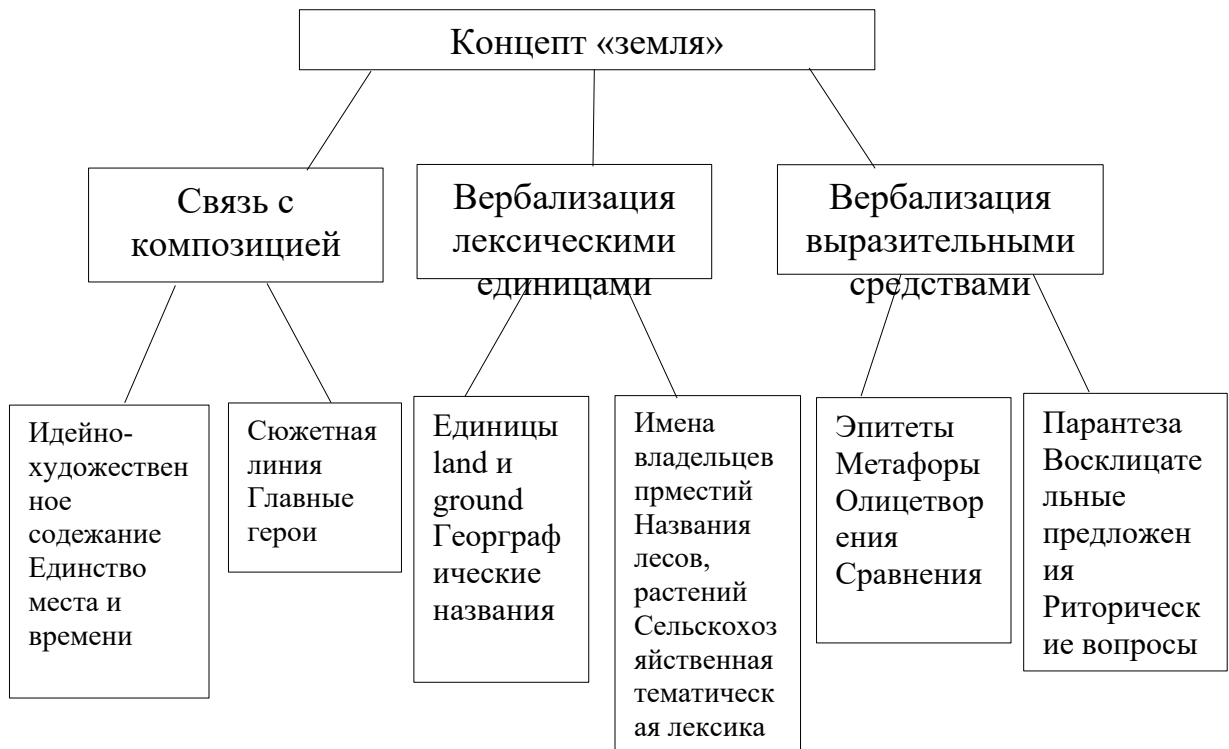 Концепт «земля»
Связь с
композицией
Вербализация
лексическими
единицами
Вербализация
выразительными
средствами
Идейно-
художествен
ное
содежание
Единство
места и
времени
Сюжетная
линия
Главные
герои
Единицы
land и
ground
Георграф
ические
названия
Имена
владельцев
прместий
Названия
лесов,
растений
Сельскохоз
яйственная
тематическ
ая лексика
Эпитеты
Метафоры
Олицетвор
ения
Сравнения
Парантеза
Восклицате
льные
предложен
ия
Риторическ
ие вопросы